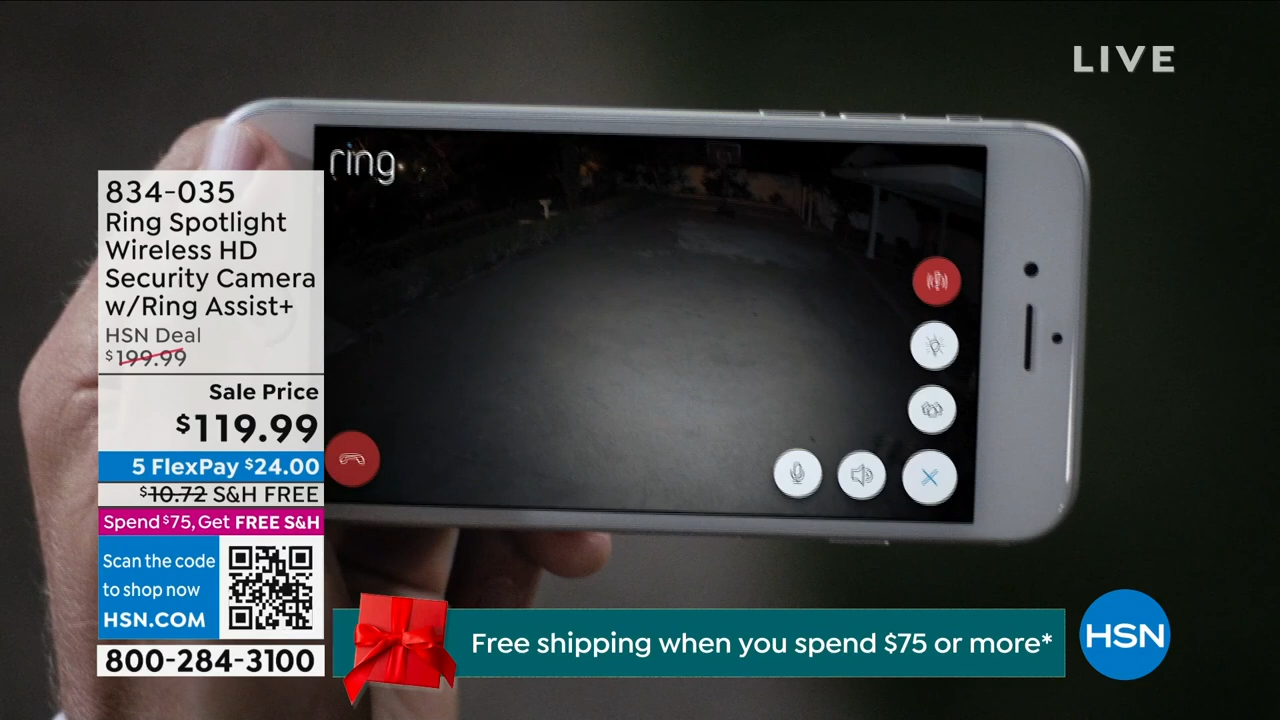 LIVE
ring
834-035
Ring Spotlight
Wireless HD
Security Camera
w/Ring Assist+
HSN Deal
$199.99
Sale Price
$119.99
5 FlexPay $24.00
$10.72 S&H FREE
Spend $75, Get FREE S&H
Scan the code
to shop now
HSN.COM
800-284-3100
Free shipping when you spend $75 or more*
HSN